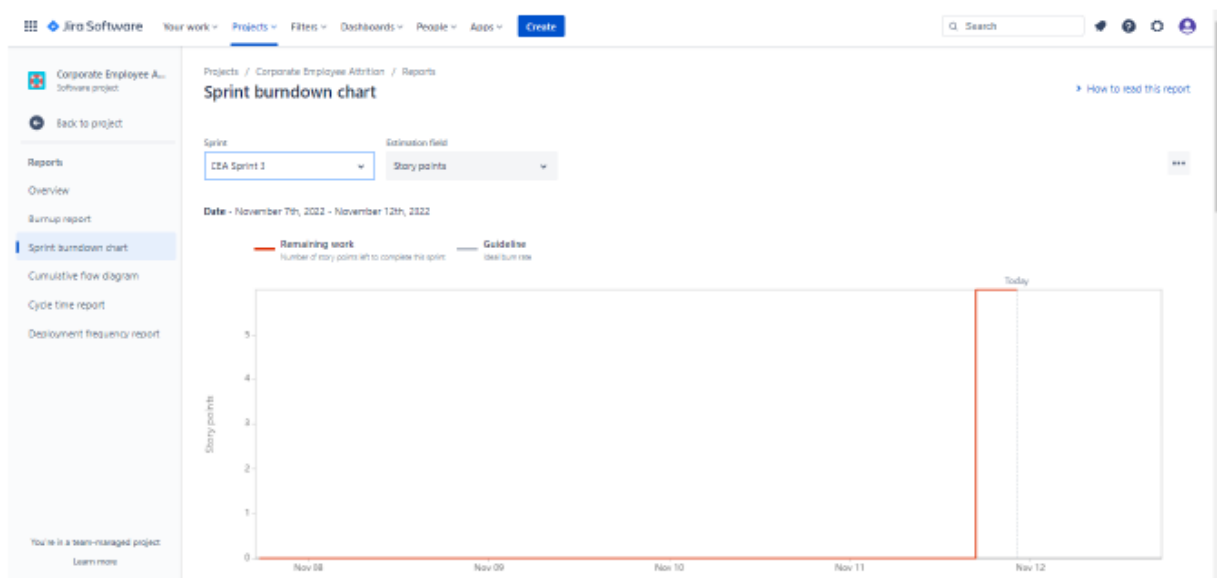 Jira Software Your work Projects Filters Dashboards People Apps Create Search
Corporate Employee A...
Software project
Back to project
Reports
Overview
Burnup report
Sprint burndown chart
Cumulative flow diagram
Cycle time report
Deployment frequency report
You're in a team-managed project
Learn more
Projects / Corporate Employee Attrition / Reports
Sprint burndown chart
How to read this report
Sprint Estimation field
CEA Sprint 3 Story points
Date - November 7th, 2022 - November 12th, 2022
Remaining work Guideline
Number of story points left to complete this sprint Ideal burn rate
Today
5
4
3
2
1
0
Story points
Nov 08 Nov 09 Nov 10 Nov 11 Nov 12